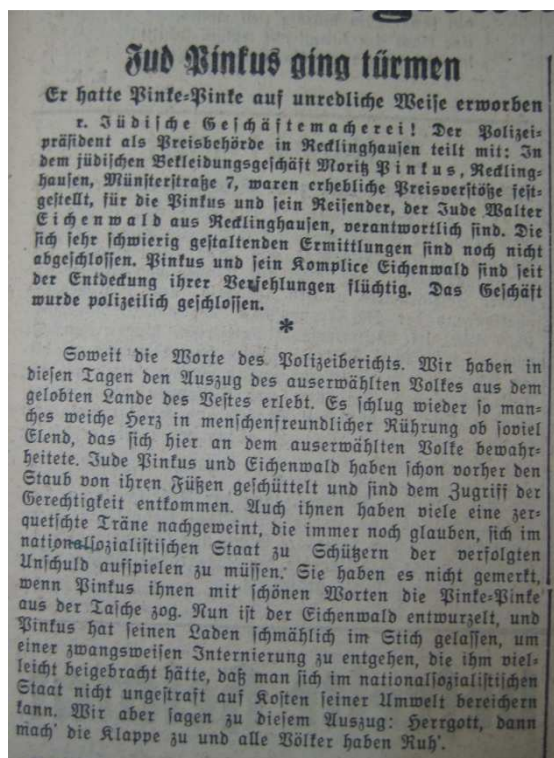 Jud Pinkus ging türmen
Er hatte Pinke-Pinke auf unredliche Weise erworben
r. Jüdische Geschäftemacherei! Der Polizei-
präsident als Preisbehörde in Recklinghausen teilt mit: In
dem jüdischen Bekleidungsgeschäft Moritz Pinkus, Reckling-
hausen, Münsterstraße 7, waren erhebliche Preisverstöße fest-
gestellt, für die Pinkus und sein Reisender, der Jude Walter
Eichenwald aus Recklinghausen, verantwortlich sind. Die
sich sehr schwierig gestaltenden Ermittlungen sind noch nicht
abgeschlossen. Pinkus und sein Komplice Eichenwald sind seit
der Entdeckung ihrer Verfehlungen flüchtig. Das Geschäft
wurde polizeilich geschlossen.
*
Soweit die Worte des Polizeiberichts. Wir haben in
diesen Tagen den Auszug des auserwählten Volkes aus dem
gelobten Lande des Vestes erlebt. Es schlug wieder so man-
ches weiche Herz in menschenfreundlicher Rührung ob soviel
Elend, das sich hier an dem auserwählten Volke bewahr-
heitete. Jude Pinkus und Eichenwald haben schon vorher den
Staub von ihren Füßen geschüttelt und sind dem Zugriff der
Gerechtigkeit entkommen. Auch ihnen haben viele eine zer-
quetschte Träne nachgeweint, die immer noch glauben, sich im
nationalsozialistischen Staat zu Schützern der verfolgten
Unschuld aufspielen zu müssen. Sie haben es nicht gemerkt,
wenn Pinkus ihnen mit schönen Worten die Pinke-Pinke
aus der Tasche zog. Nun ist der Eichenwald entwurzelt, und
Pinkus hat seinen Laden schmählich im Stich gelassen, um
einer zwangsweisen Internierung zu entgehen, die ihm viel-
leicht beigebracht hätte, daß man sich im nationalsozialistischen
Staat nicht ungestraft auf Kosten seiner Umwelt bereichern
kann. Wir aber sagen zu diesem Auszug: Herrgott, dann
mach' die Klappe zu und alle Völker haben Ruh'.